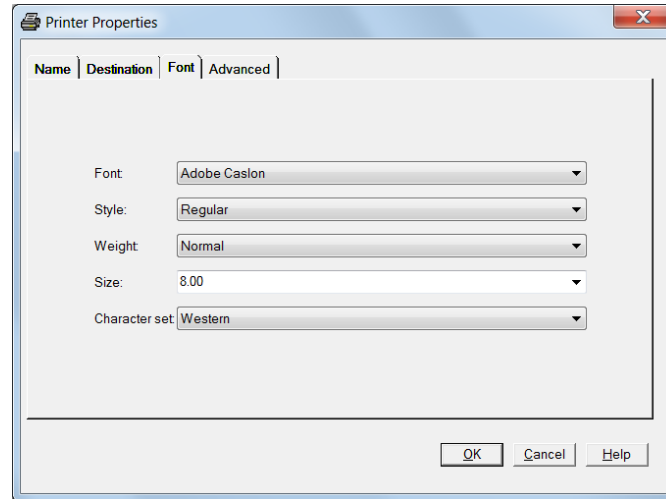 Printer Properties
Name Destination Font Advanced
Font: Adobe Caslon
Style: Regular
Weight: Normal
Size: 8.00
Character set: Western
OK Cancel Help